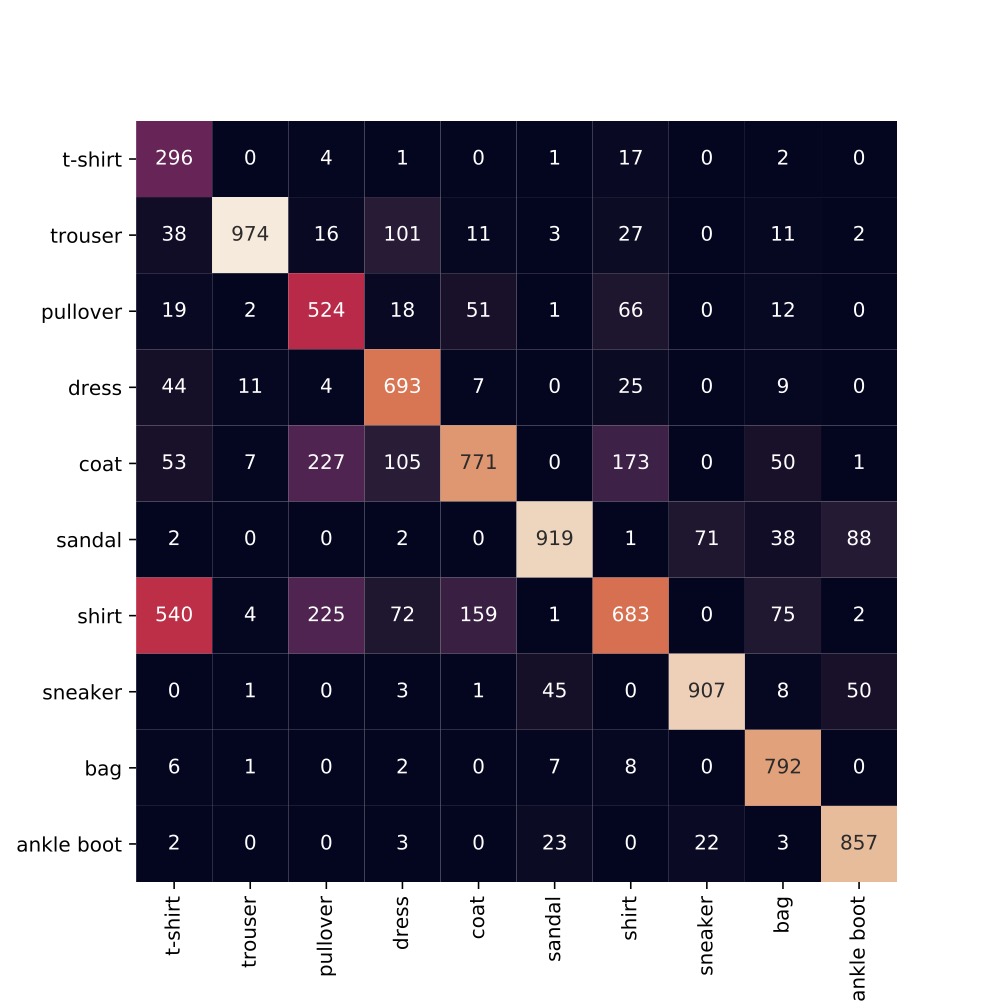 t-shirt 296 0 4 1 0 1 17 0 2 0
trouser 38 974 16 101 11 3 27 0 11 2
pullover 19 2 524 18 51 1 66 0 12 0
dress 44 11 4 693 7 0 25 0 9 0
coat 53 7 227 105 771 0 173 0 50 1
sandal 2 0 0 2 0 919 1 71 38 88
shirt 540 4 225 72 159 1 683 0 75 2
sneaker 0 1 0 3 1 45 0 907 8 50
bag 6 1 0 2 0 7 8 0 792 0
ankle boot 2 0 0 3 0 23 0 22 3 857
t-shirt trouser pullover dress coat sandal shirt sneaker bag ankle boot